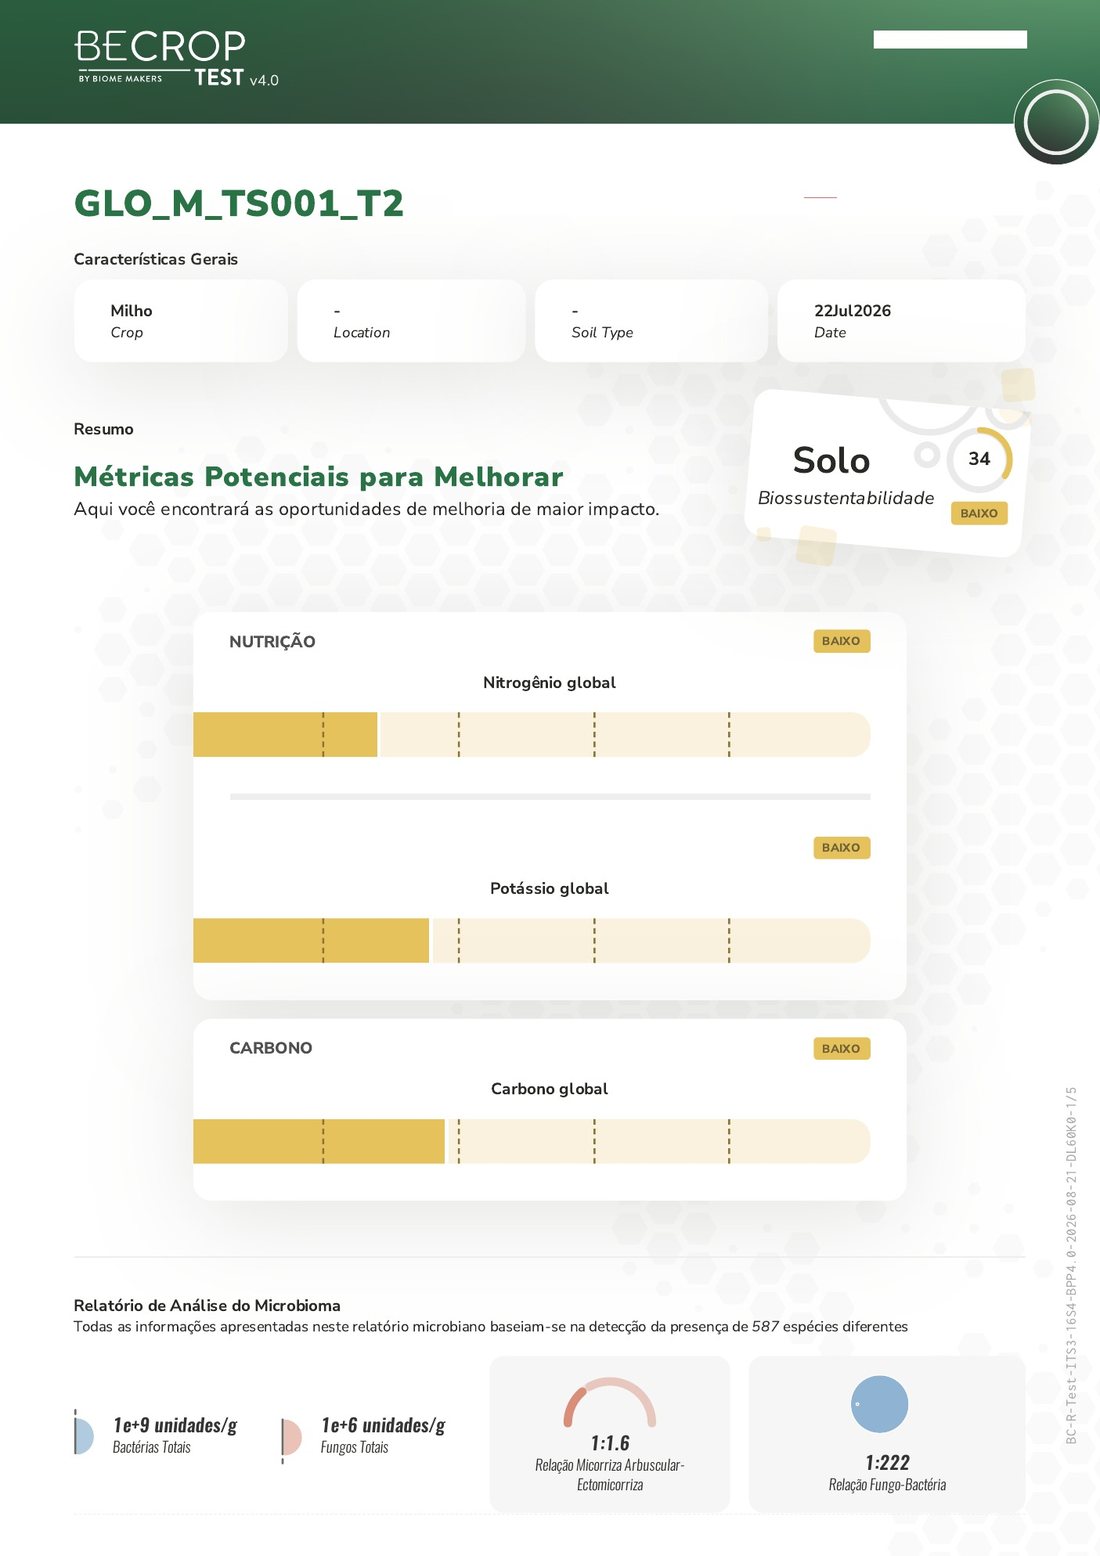 BECROP
BY BIOME MAKERS TEST v4.0
GLO_M_TS001_T2
Características Gerais
Milho
Crop
-
Location
-
Soil Type
22Jul2026
Date
Resumo
Métricas Potenciais para Melhorar
Aqui você encontrará as oportunidades de melhoria de maior impacto.
Solo
Biossustentabilidade
34
BAIXO
NUTRIÇÃO
BAIXO
Nitrogênio global
BAIXO
Potássio global
CARBONO
BAIXO
Carbono global
Relatório de Análise do Microbioma
Todas as informações apresentadas neste relatório microbiano baseiam-se na detecção da presença de 587 espécies diferentes
1e+9 unidades/g
Bactérias Totais
1e+6 unidades/g
Fungos Totais
1:1.6
Relação Micorriza Arbuscular-
Ectomicorriza
1:222
Relação Fungo-Bactéria
BC-R-Test-ITS3-16S4-BPP4.0-2026-08-21-DL60K0-1/5